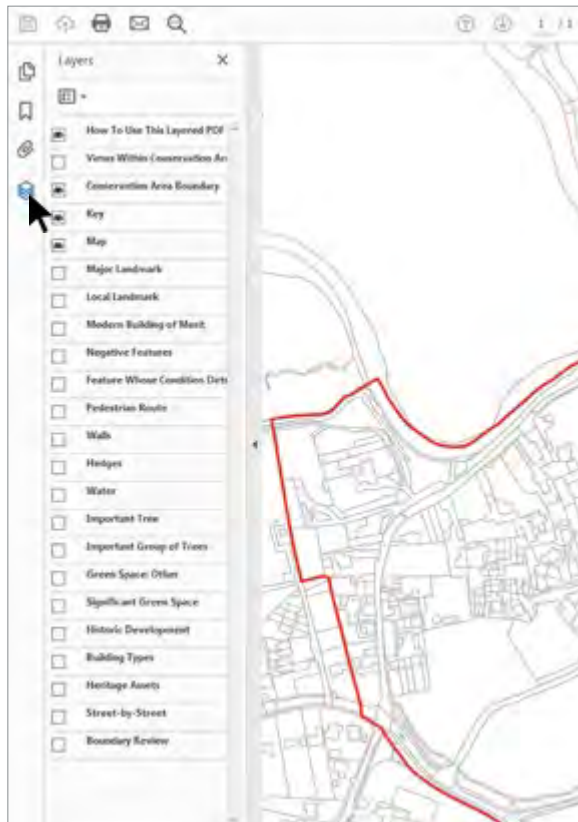 1 / 1
Layers
How To Use This Layered PDF
Views Within Conservation Ar
Conservation Area Boundary
Key
Map
Major Landmark
Local Landmark
Modern Building of Merit
Negative Features
Feature Whose Condition Detr
Pedestrian Route
Walls
Hedges
Water
Important Tree
Important Group of Trees
Green Space: Other
Significant Green Space
Historic Development
Building Types
Heritage Assets
Street-by-Street
Boundary Review